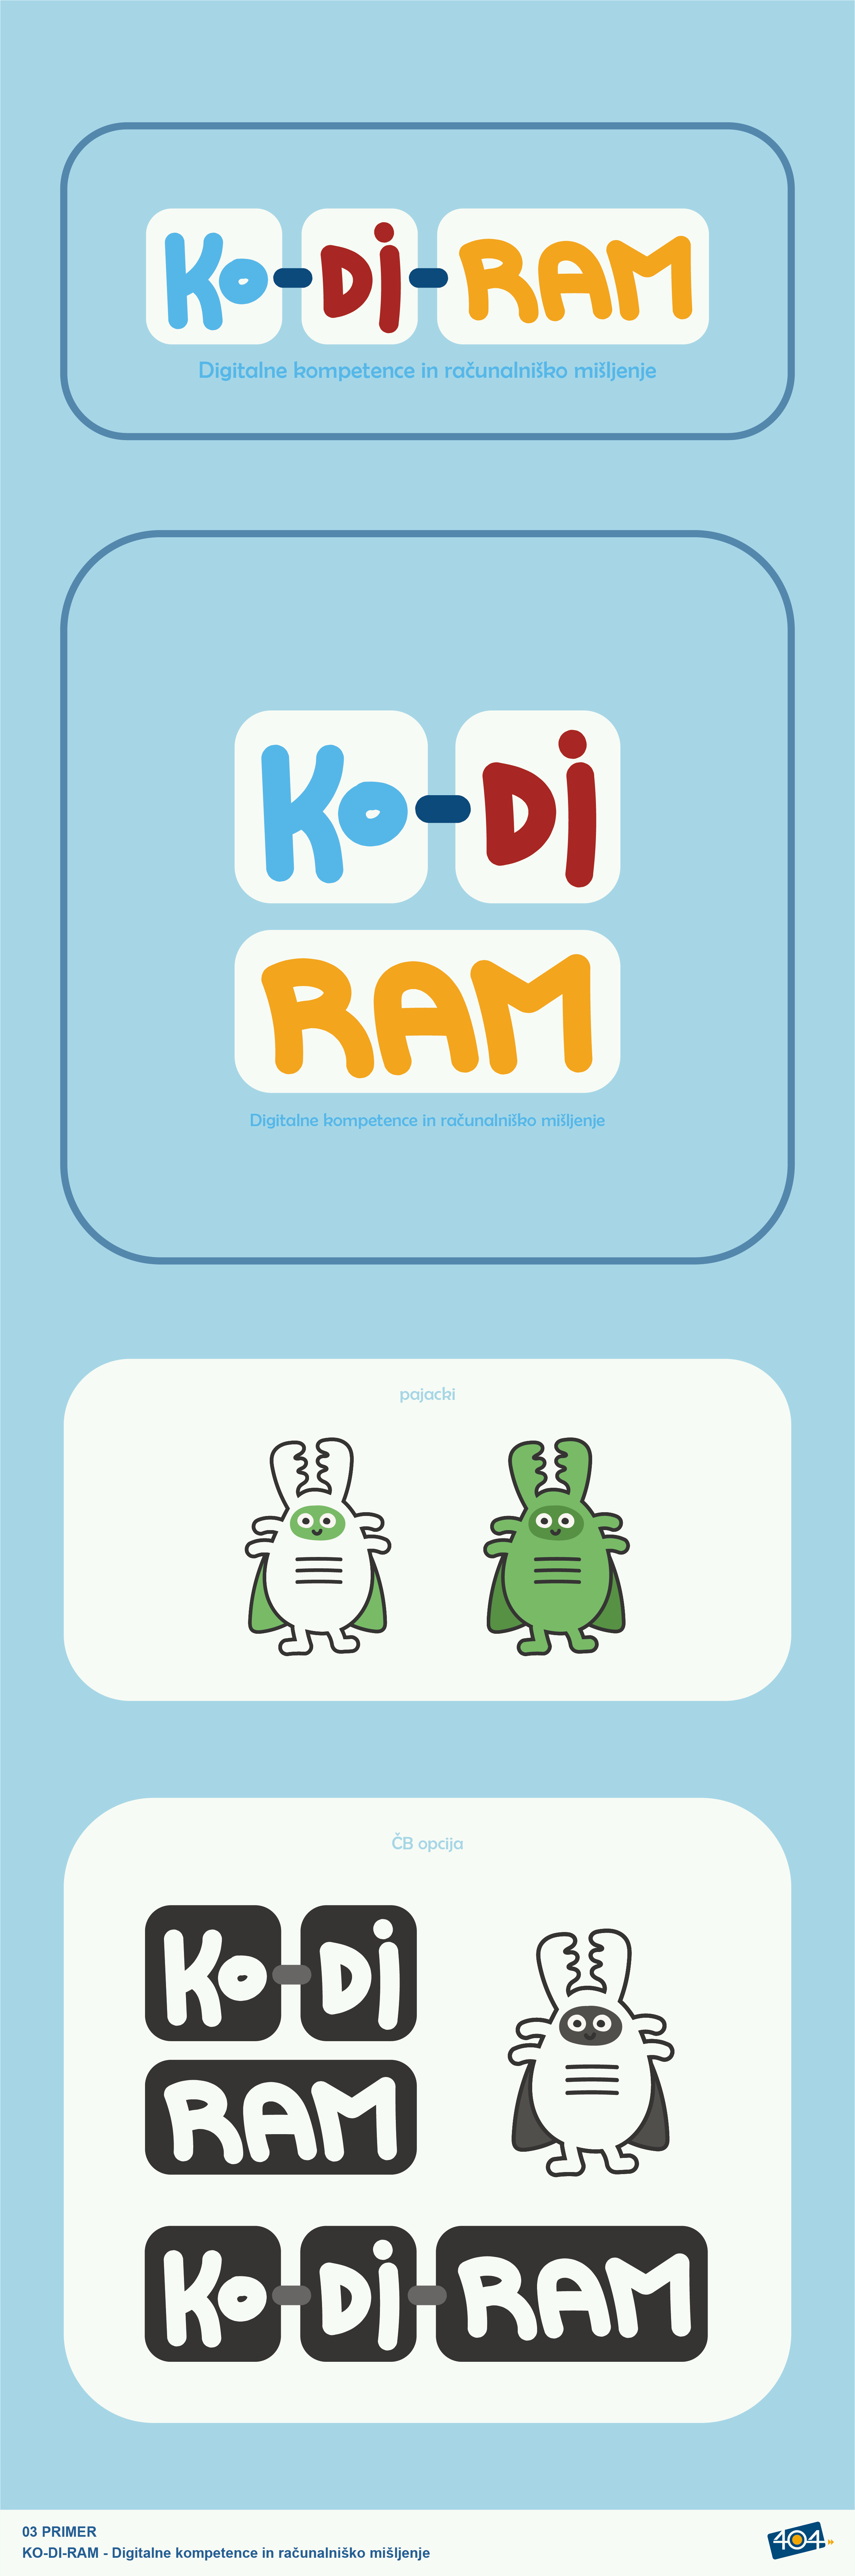 Ko-Di-RAM
Digitalne kompetence in računalniško mišljenje
Ko-Di
RAM
Digitalne kompetence in računalniško mišljenje
pajacki
ČB opcija
Ko-Di
RAM
Ko-Di-RAM
03 PRIMER
KO-DI-RAM - Digitalne kompetence in računalniško mišljenje
404